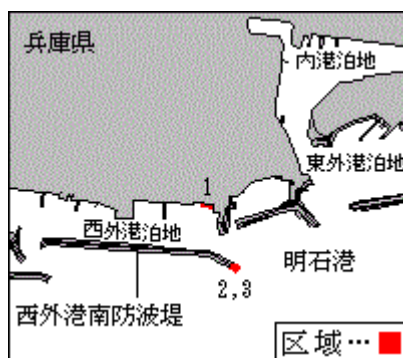 兵庫県
内港泊地
東外港泊地
1
西外港泊地
明石港
2,3
西外港南防波堤
区域…